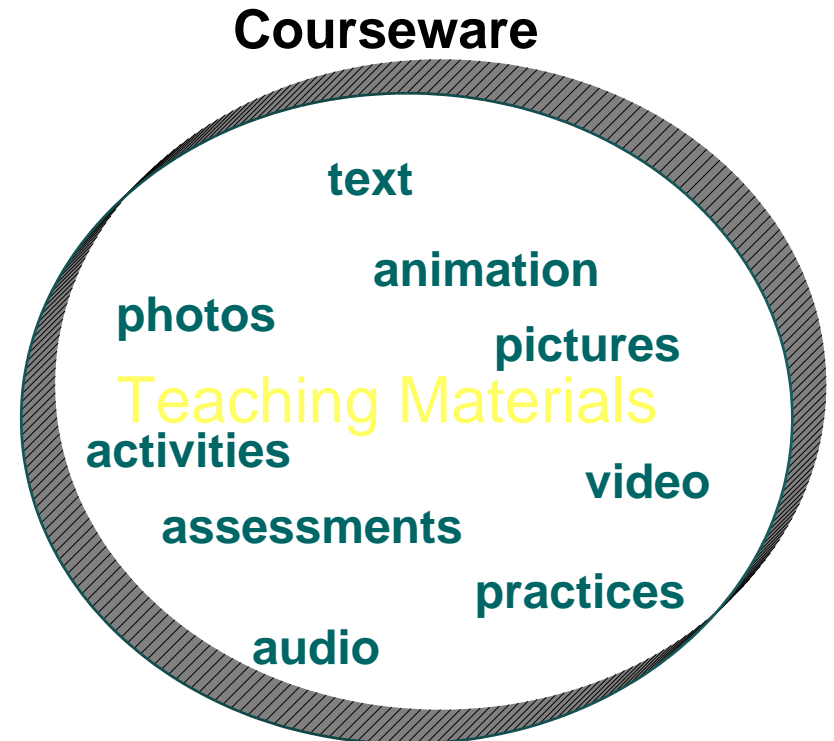 Courseware
text
animation
photos
pictures
Teaching Materials
activities
video
assessments
practices
audio